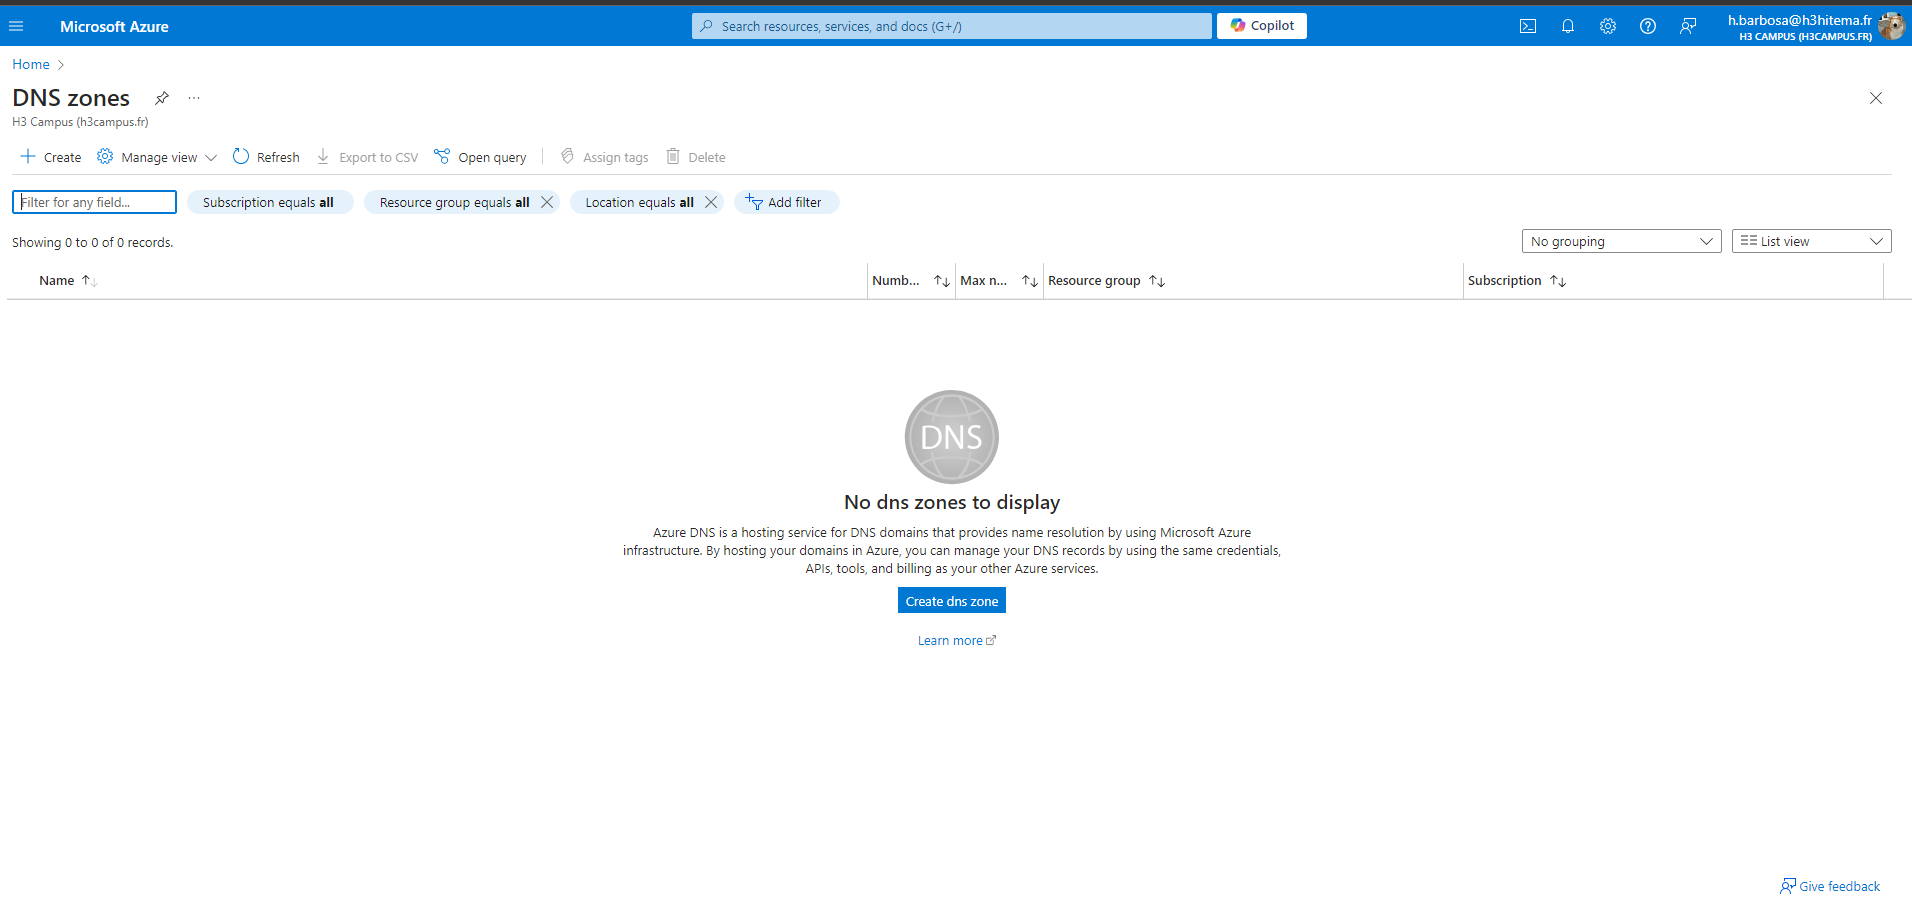 Microsoft Azure
Search resources, services, and docs (G+/)
Copilot
h.barbosa@h3hitema.fr
H3 CAMPUS (H3CAMPUS.FR)
Home
DNS zones
H3 Campus (h3campus.fr)
Create
Manage view
Refresh
Export to CSV
Open query
Assign tags
Delete
Filter for any field...
Subscription equals all
Resource group equals all
Location equals all
Add filter
Showing 0 to 0 of 0 records.
No grouping
List view
Name
Numb...
Max n...
Resource group
Subscription
DNS
No dns zones to display
Azure DNS is a hosting service for DNS domains that provides name resolution by using Microsoft Azure
infrastructure. By hosting your domains in Azure, you can manage your DNS records by using the same credentials,
APIs, tools, and billing as your other Azure services.
Create dns zone
Learn more
Give feedback